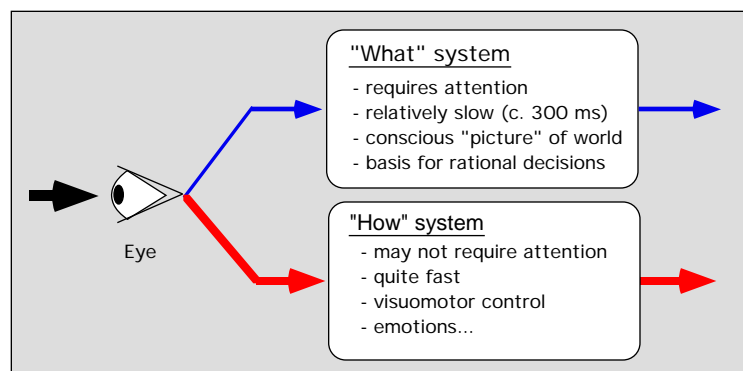 "What" system
- requires attention
- relatively slow (c. 300 ms)
- conscious "picture" of world
- basis for rational decisions
Eye
"How" system
- may not require attention
- quite fast
- visuomotor control
- emotions...